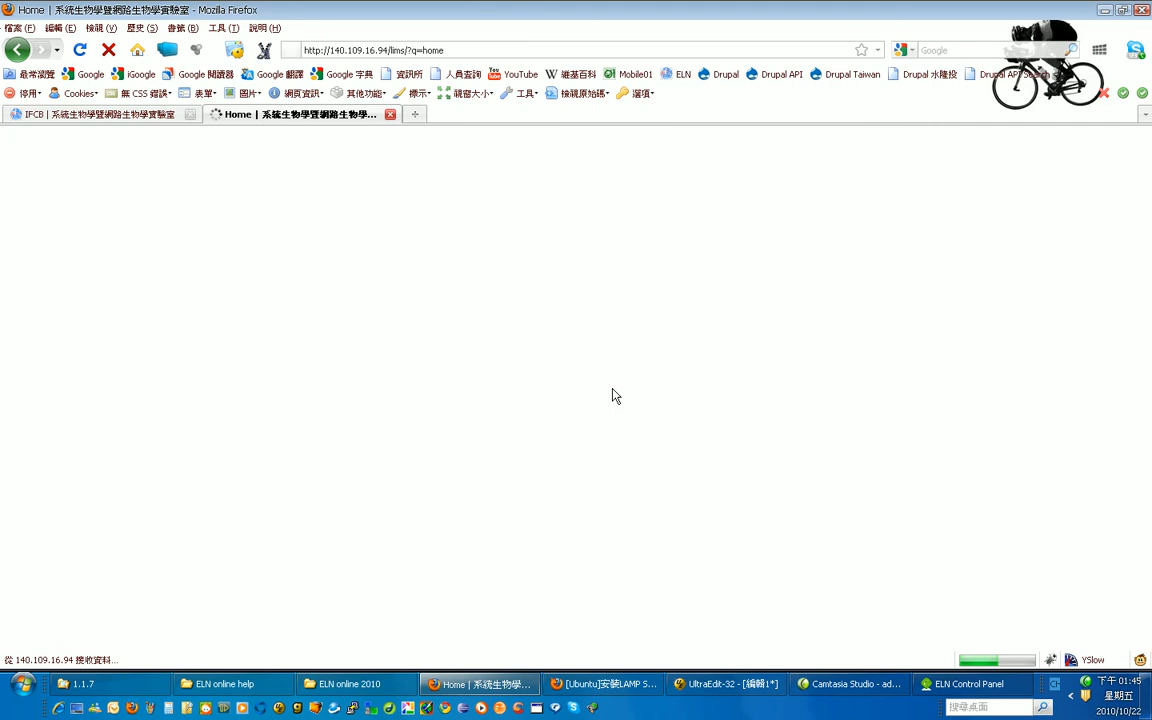 Home | 系統生物學暨網路生物學實驗室 - Mozilla Firefox
檔案(F) 編輯(E) 檢視(V) 歷史(S) 書籤(B) 工具(T) 說明(H)
http://140.109.16.94/lims/?q=home Google
最常瀏覽 Google iGoogle Google 閱讀器 Google 翻譯 Google 字典 資訊所 人員查詢 YouTube 維基百科 Mobile01 ELN Drupal Drupal API Drupal Taiwan Drupal 水隆投 Drupal API Search
停用 Cookies 無 CSS 錯誤 表單 圖片 網頁資訊 其他功能 標示 視窗大小 工具 檢視原始碼 選項
IFCB | 系統生物學暨網路生物學實驗室 Home | 系統生物學暨網路生物學...
從 140.109.16.94 接收資料... YSlow
1.1.7 ELN online help ELN online 2010 Home | 系統生物學... [Ubuntu]安裝LAMP S... UltraEdit-32 - [編輯1*] Camtasia Studio - ad... ELN Control Panel 下午 01:45
星期五
搜尋桌面 2010/10/22